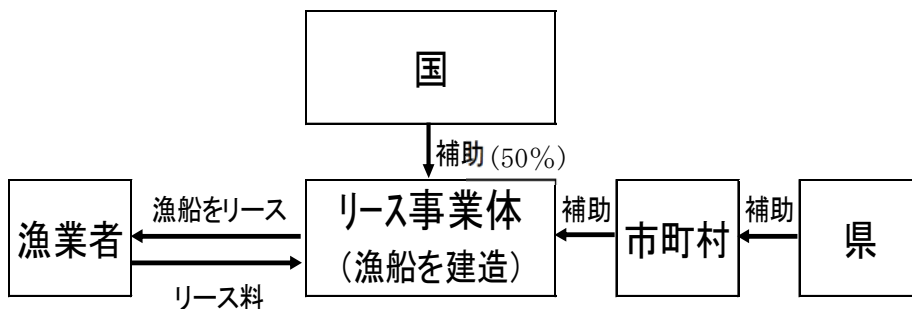 国
補助(50%)
漁業者
漁船をリース
リース料
リース事業体
(漁船を建造)
補助
市町村
補助
県